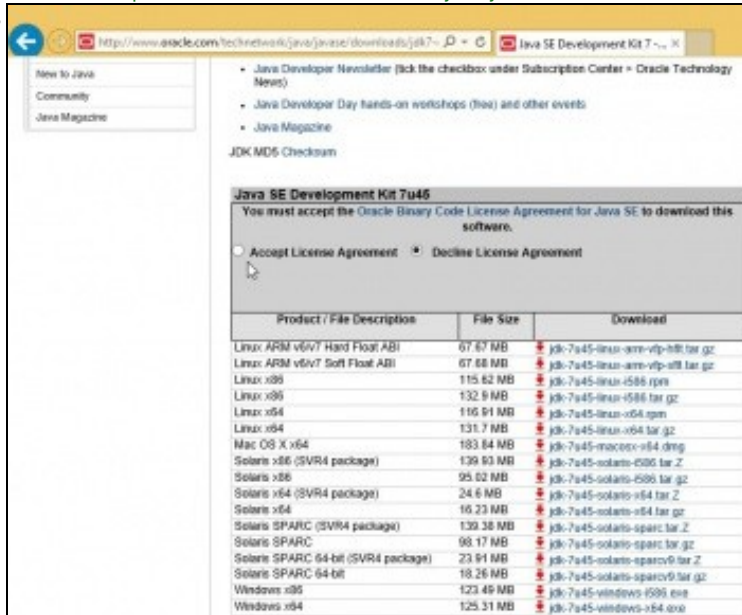 http://www.oracle.com/technetwork/java/javase/downloads/jdk7-
Java SE Development Kit 7 -...
New to Java
Community
Java Magazine
Java Developer Newsletter (tick the checkbox under Subscription Center > Oracle Technology
News)
Java Developer Day hands-on workshops (free) and other events
Java Magazine
JDK MD5 Checksum
Java SE Development Kit 7u45
You must accept the Oracle Binary Code License Agreement for Java SE to download this
software.
Accept License Agreement Decline License Agreement
Product / File Description File Size Download
Linux ARM v6/v7 Hard Float ABI 67.67 MB jdk-7u45-linux-arm-vfp-hflt.tar.gz
Linux ARM v6/v7 Soft Float ABI 67.68 MB jdk-7u45-linux-arm-vfp-sflt.tar.gz
Linux x86 115.62 MB jdk-7u45-linux-i586.rpm
Linux x86 132.9 MB jdk-7u45-linux-i586.tar.gz
Linux x64 116.91 MB jdk-7u45-linux-x64.rpm
Linux x64 131.7 MB jdk-7u45-linux-x64.tar.gz
Mac OS X x64 183.84 MB jdk-7u45-macosx-x64.dmg
Solaris x86 (SVR4 package) 139.93 MB jdk-7u45-solaris-i586.tar.Z
Solaris x86 95.02 MB jdk-7u45-solaris-i586.tar.gz
Solaris x64 (SVR4 package) 24.6 MB jdk-7u45-solaris-x64.tar.Z
Solaris x64 16.23 MB jdk-7u45-solaris-x64.tar.gz
Solaris SPARC (SVR4 package) 139.38 MB jdk-7u45-solaris-sparc.tar.Z
Solaris SPARC 98.17 MB jdk-7u45-solaris-sparc.tar.gz
Solaris SPARC 64-bit (SVR4 package) 23.91 MB jdk-7u45-solaris-sparcv9.tar.Z
Solaris SPARC 64-bit 18.26 MB jdk-7u45-solaris-sparcv9.tar.gz
Windows x86 123.49 MB jdk-7u45-windows-i586.exe
Windows x64 125.31 MB jdk-7u45-windows-x64.exe